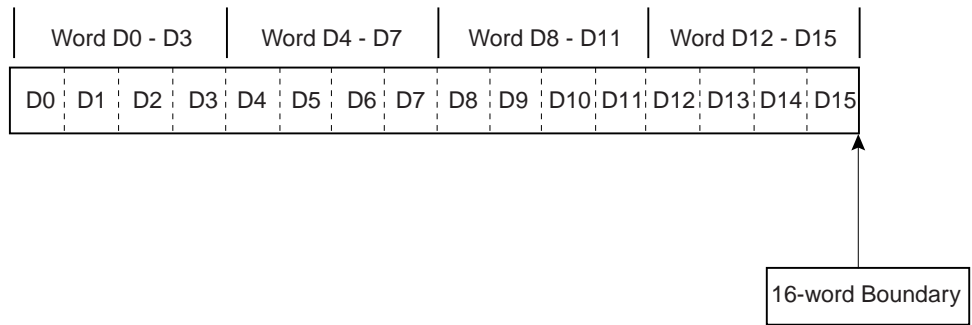 Word D0 - D3 Word D4 - D7 Word D8 - D11 Word D12 - D15
D0 D1 D2 D3 D4 D5 D6 D7 D8 D9 D10 D11 D12 D13 D14 D15
16-word Boundary